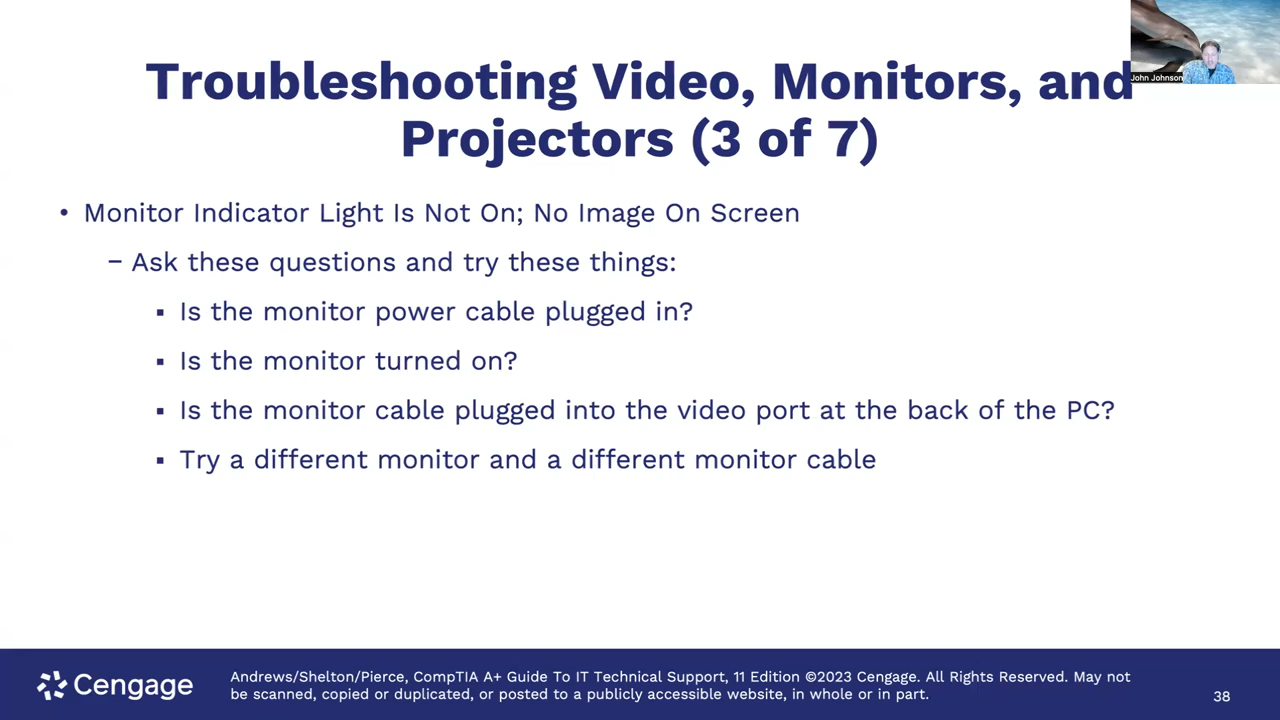 Troubleshooting Video, Monitors, and
Projectors (3 of 7)
John Johnson
• Monitor Indicator Light Is Not On; No Image On Screen
– Ask these questions and try these things:
▪ Is the monitor power cable plugged in?
▪ Is the monitor turned on?
▪ Is the monitor cable plugged into the video port at the back of the PC?
▪ Try a different monitor and a different monitor cable
Cengage
Andrews/Shelton/Pierce, CompTIA A+ Guide To IT Technical Support, 11 Edition ©2023 Cengage. All Rights Reserved. May not
be scanned, copied or duplicated, or posted to a publicly accessible website, in whole or in part.
38